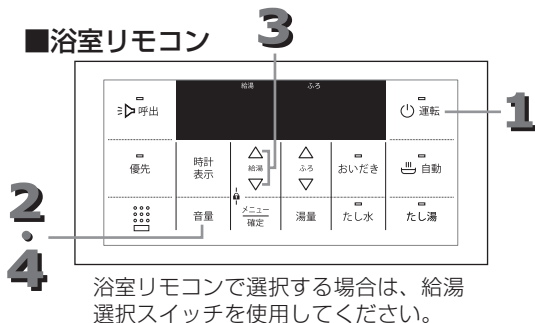 ■浴室リモコン
3
給湯 ふろ
呼出
運転
1
優先
時計
表示
給湯
ふろ
おいだき
自動
2
・
4
音量
メニュー
確定
湯量
たし水
たし湯
浴室リモコンで選択する場合は、給湯
選択スイッチを使用してください。